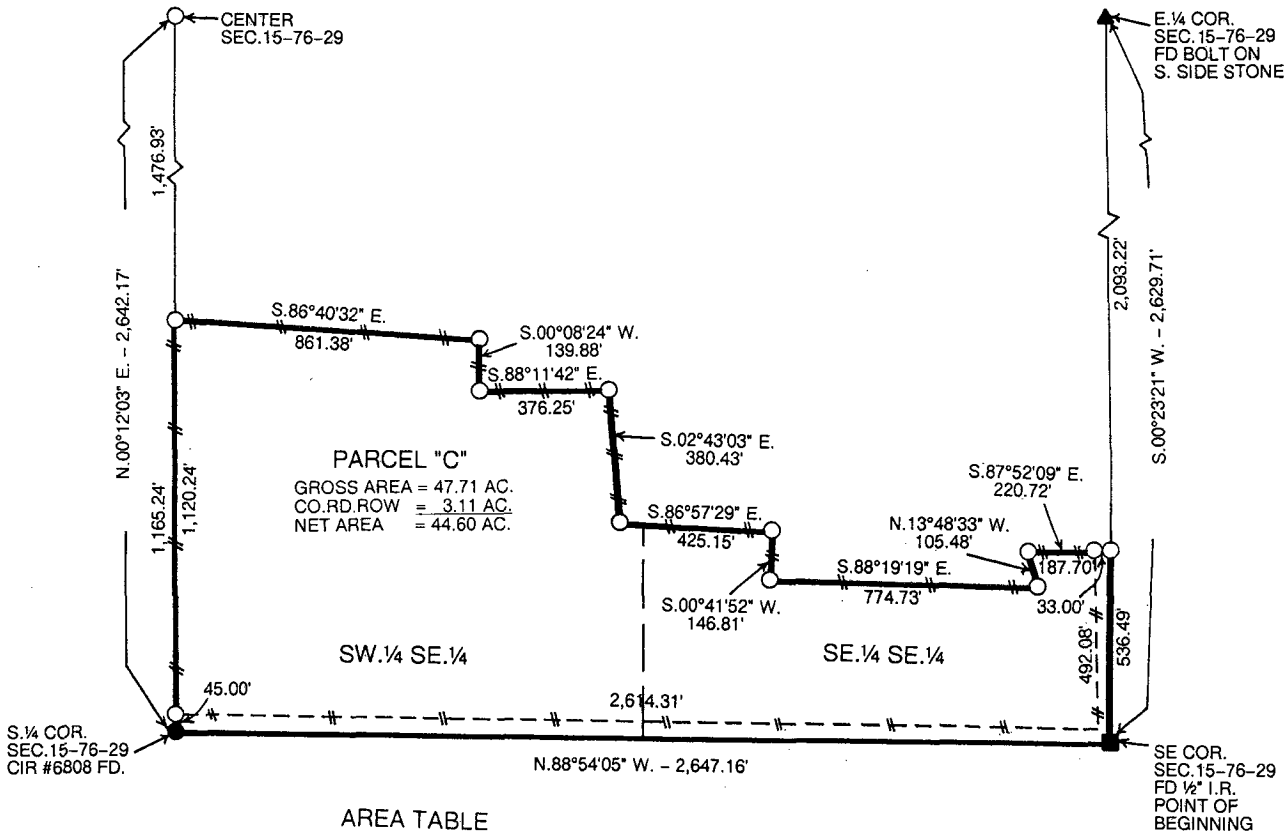 CENTER
SEC.15-76-29
E.¼ COR.
SEC.15-76-29
FD BOLT ON
S. SIDE STONE
1,476.93'
N.00°12'03" E. - 2,642.17'
2,093.22'
S.00°23'21" W. - 2,629.71'
S.86°40'32" E.
861.38'
S.00°08'24" W.
139.88'
S.88°11'42" E.
376.25'
S.02°43'03" E.
380.43'
PARCEL "C"
GROSS AREA = 47.71 AC.
CO.RD.ROW = 3.11 AC.
NET AREA = 44.60 AC.
1,165.24'
1,120.24'
S.86°57'29" E.
425.15'
S.00°41'52" W.
146.81'
S.88°19'19" E.
774.73'
N.13°48'33" W.
105.48'
S.87°52'09" E.
220.72'
187.70'
33.00'
492.08'
536.49'
SW.¼ SE.¼
SE.¼ SE.¼
45.00'
2,614.31'
S.¼ COR.
SEC.15-76-29
CIR #6808 FD.
N.88°54'05" W. - 2,647.16'
SE COR.
SEC.15-76-29
FD ½" I.R.
POINT OF
BEGINNING
AREA TABLE